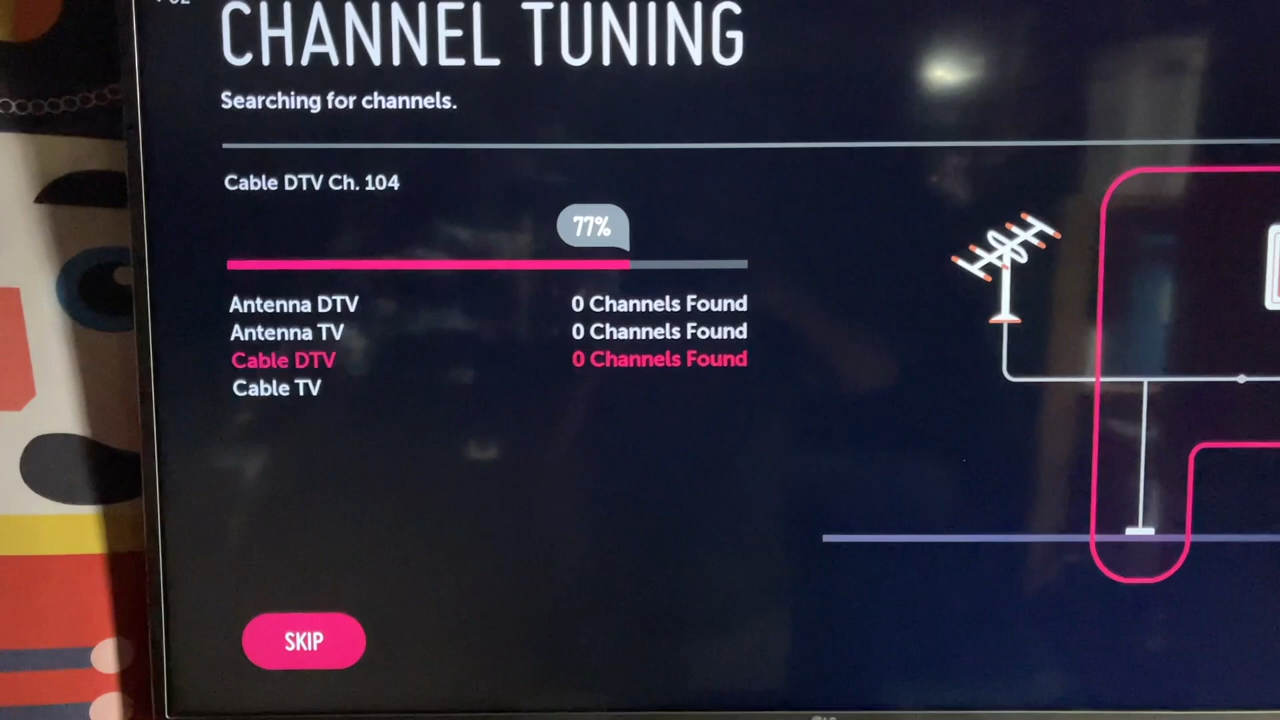 CHANNEL TUNING
Searching for channels.
Cable DTV Ch. 104
77%
Antenna DTV 0 Channels Found
Antenna TV 0 Channels Found
Cable DTV 0 Channels Found
Cable TV
SKIP